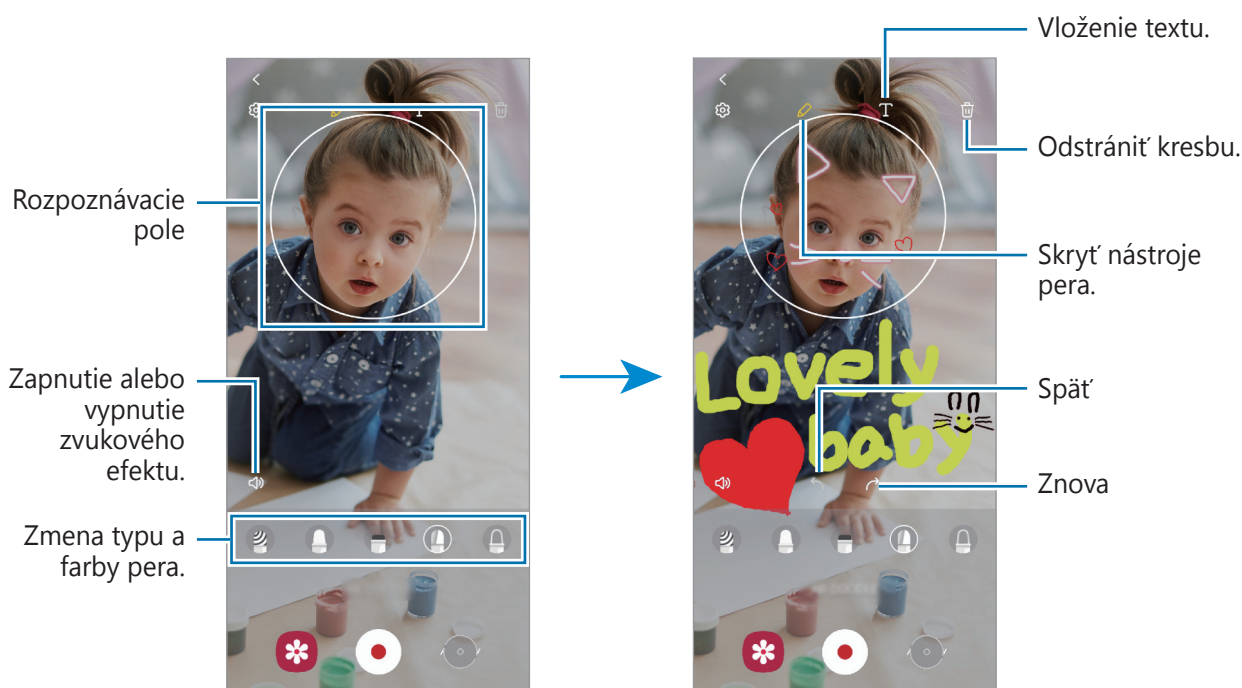 Vloženie textu.
Odstrániť kresbu.
Rozpoznávacie
pole
Skryť nástroje
pera.
Zapnutie alebo
vypnutie
zvukového
efektu.
Lovely
baby
Späť
Znova
Zmena typu a
farby pera.